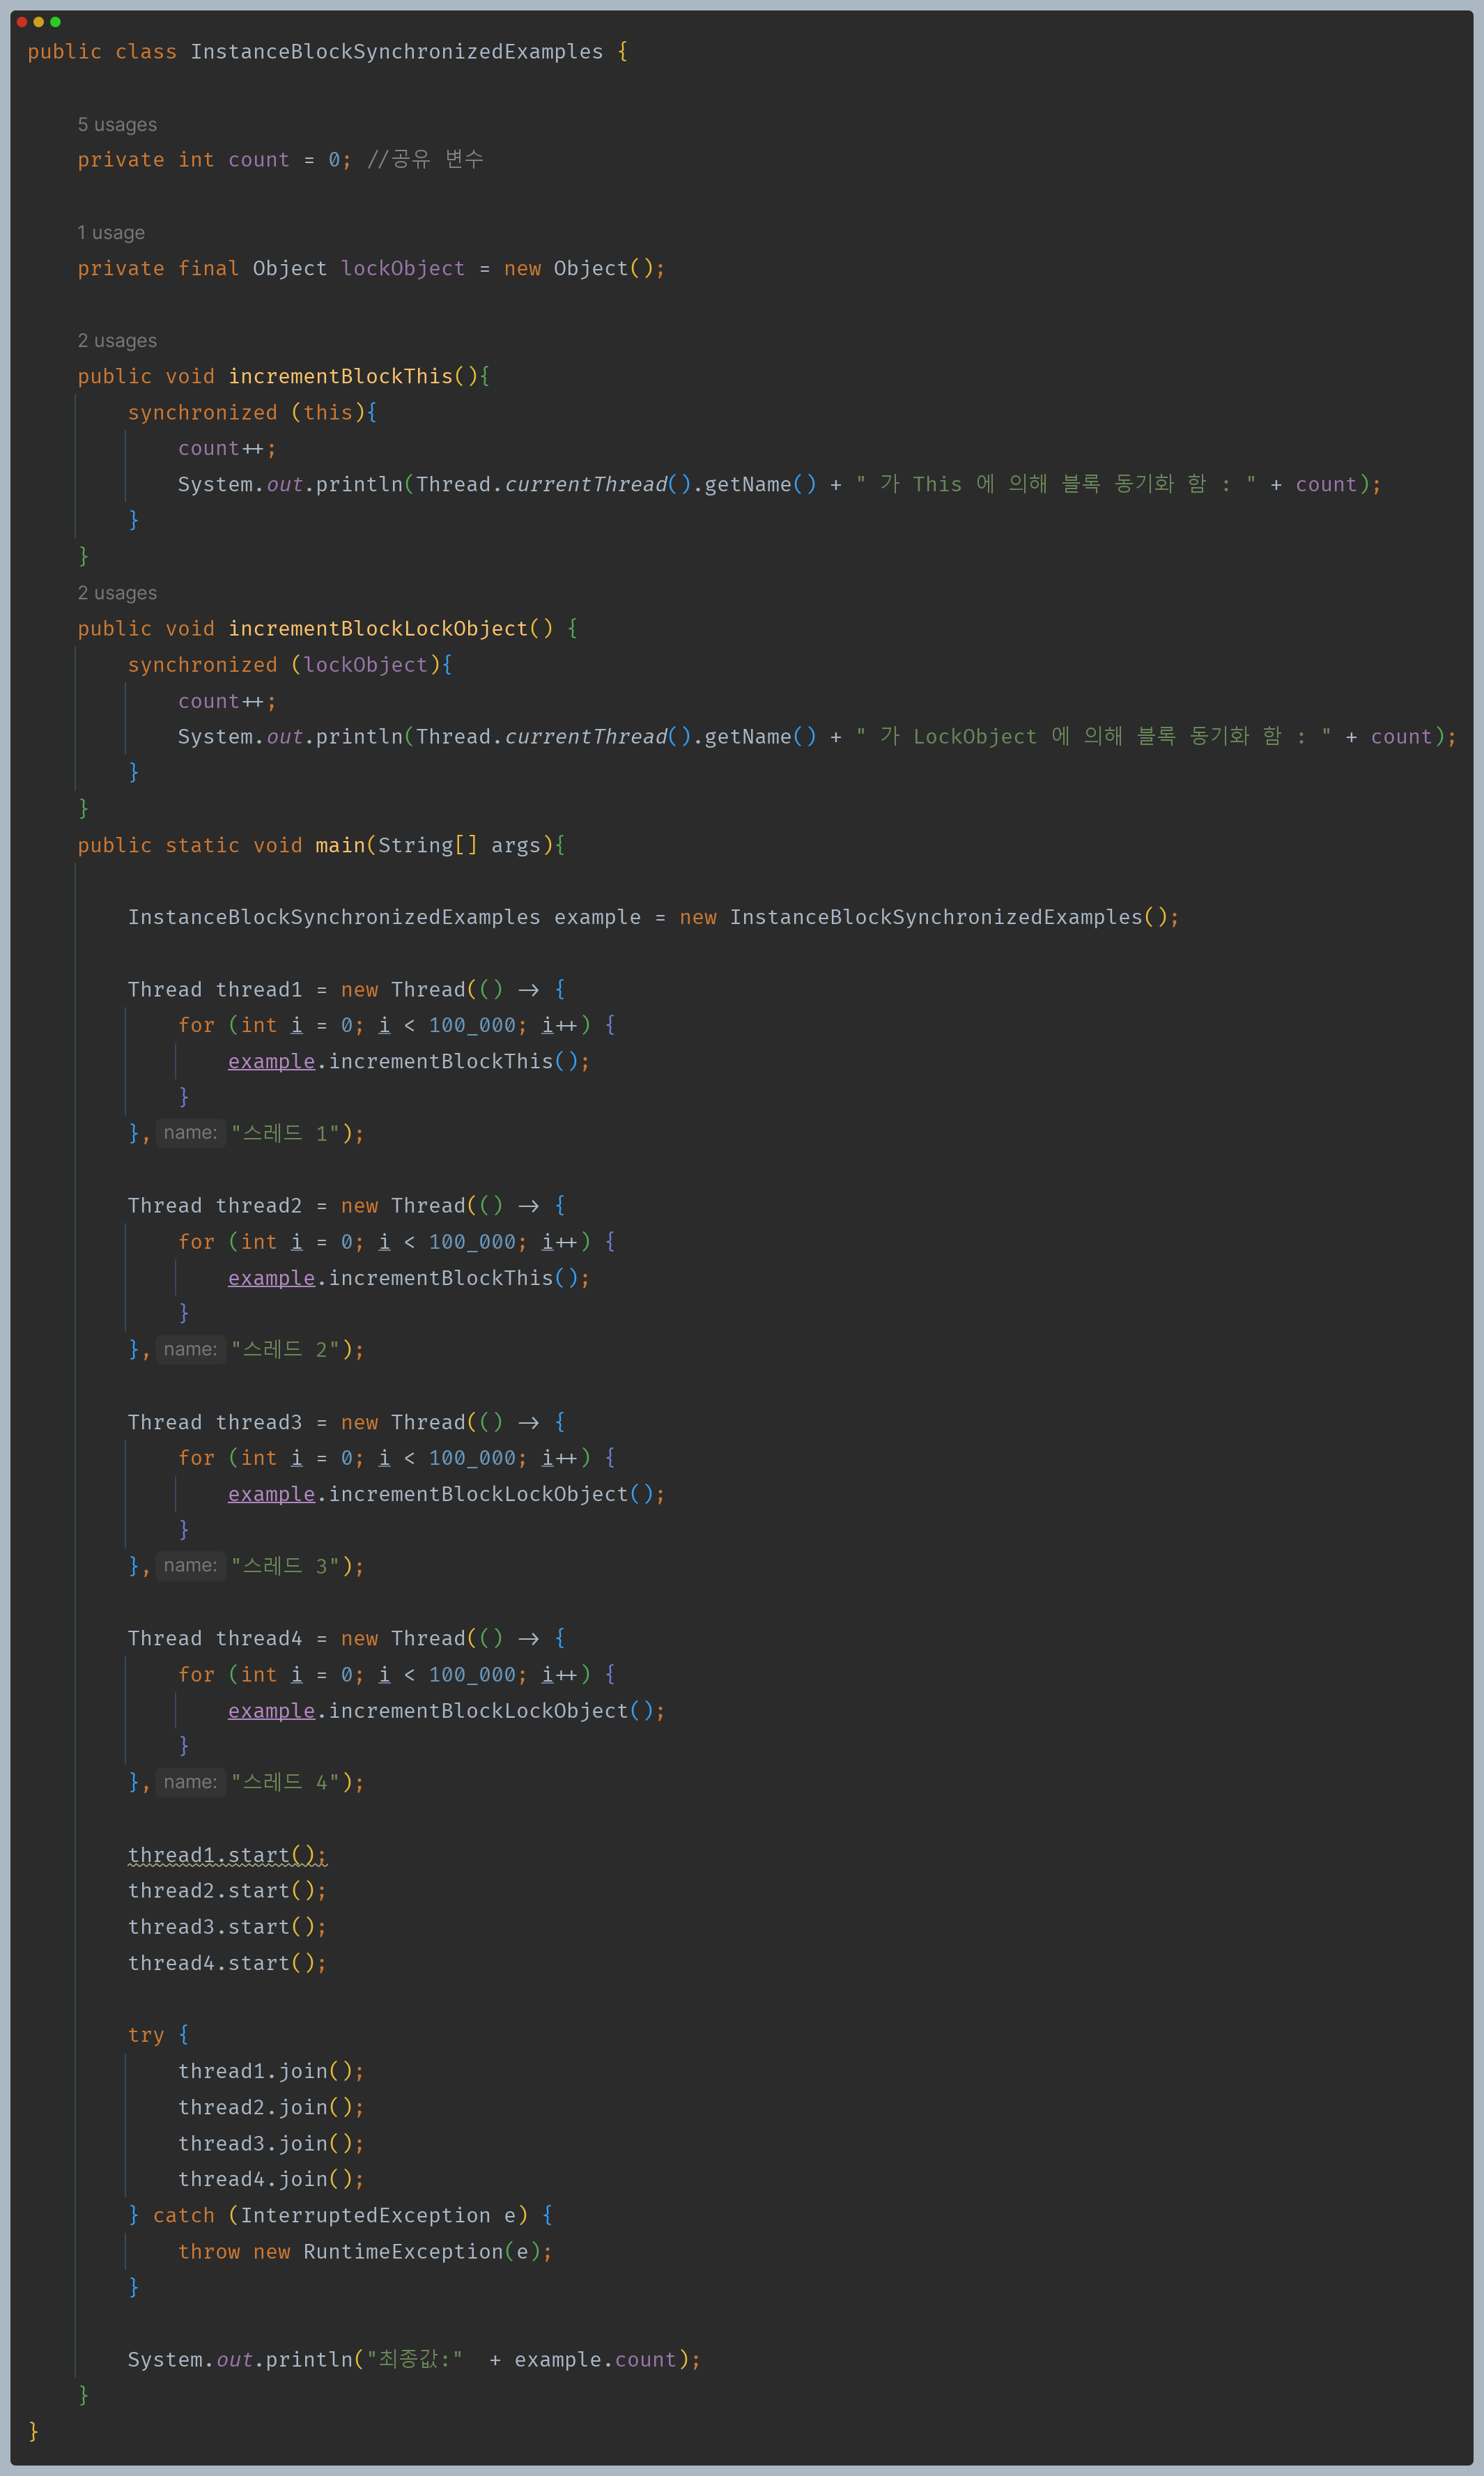 public class InstanceBlockSynchronizedExamples {
5 usages
private int count = 0; //공유 변수
1 usage
private final Object lockObject = new Object();
2 usages
public void incrementBlockThis(){
synchronized (this){
count++;
System.out.println(Thread.currentThread().getName() + " 가 This 에 의해 블록 동기화 함 : " + count);
}
}
2 usages
public void incrementBlockLockObject() {
synchronized (lockObject){
count++;
System.out.println(Thread.currentThread().getName() + " 가 LockObject 에 의해 블록 동기화 함 : " + count);
}
}
public static void main(String[] args){
InstanceBlockSynchronizedExamples example = new InstanceBlockSynchronizedExamples();
Thread thread1 = new Thread(() -> {
for (int i = 0; i < 100_000; i++) {
example.incrementBlockThis();
}
}, name: "스레드 1");
Thread thread2 = new Thread(() -> {
for (int i = 0; i < 100_000; i++) {
example.incrementBlockThis();
}
}, name: "스레드 2");
Thread thread3 = new Thread(() -> {
for (int i = 0; i < 100_000; i++) {
example.incrementBlockLockObject();
}
}, name: "스레드 3");
Thread thread4 = new Thread(() -> {
for (int i = 0; i < 100_000; i++) {
example.incrementBlockLockObject();
}
}, name: "스레드 4");
thread1.start();
thread2.start();
thread3.start();
thread4.start();
try {
thread1.join();
thread2.join();
thread3.join();
thread4.join();
} catch (InterruptedException e) {
throw new RuntimeException(e);
}
System.out.println("최종값:"  + example.count);
}
}